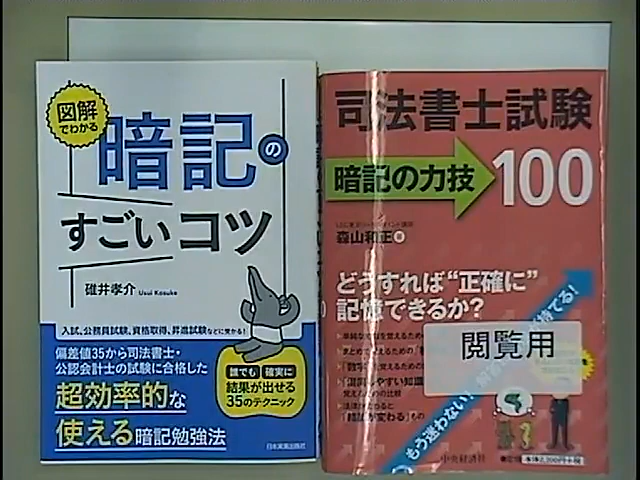 図解
でわかる
暗記の
すごいコツ
碓井孝介 Usui Kosuke
入試、公務員試験、資格取得、昇進試験などに受かる!
偏差値35から司法書士・
公認会計士の試験に合格した
超効率的な
使える暗記勉強法
誰でも 確実に
結果が出せる
35のテクニック
日本実業出版社
司法書士試験
暗記の力技
100
森山和正 著
どうすれば“正確に”
記憶できるか?
閲覧用
もう迷わない!
中央経済社